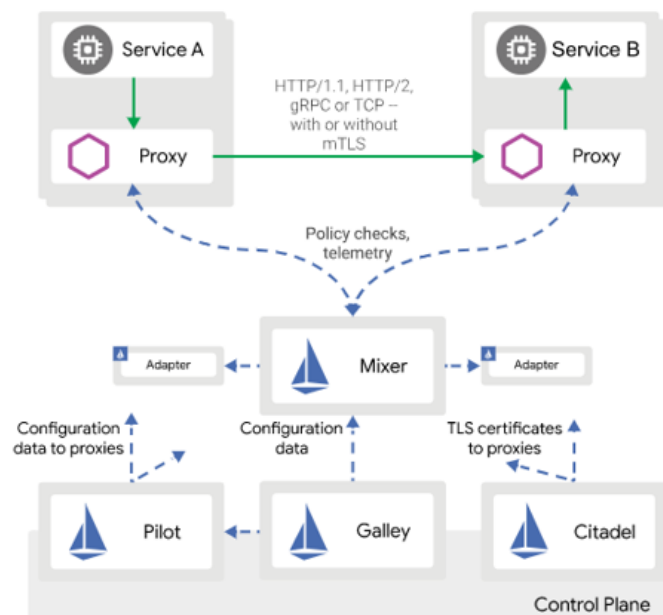 Service A
Service B
HTTP/1.1, HTTP/2,
gRPC or TCP --
with or without
mTLS
Proxy
Proxy
Policy checks,
telemetry
Mixer
Adapter
Adapter
Configuration
data to proxies
Configuration
data
TLS certificates
to proxies
Pilot
Galley
Citadel
Control Plane